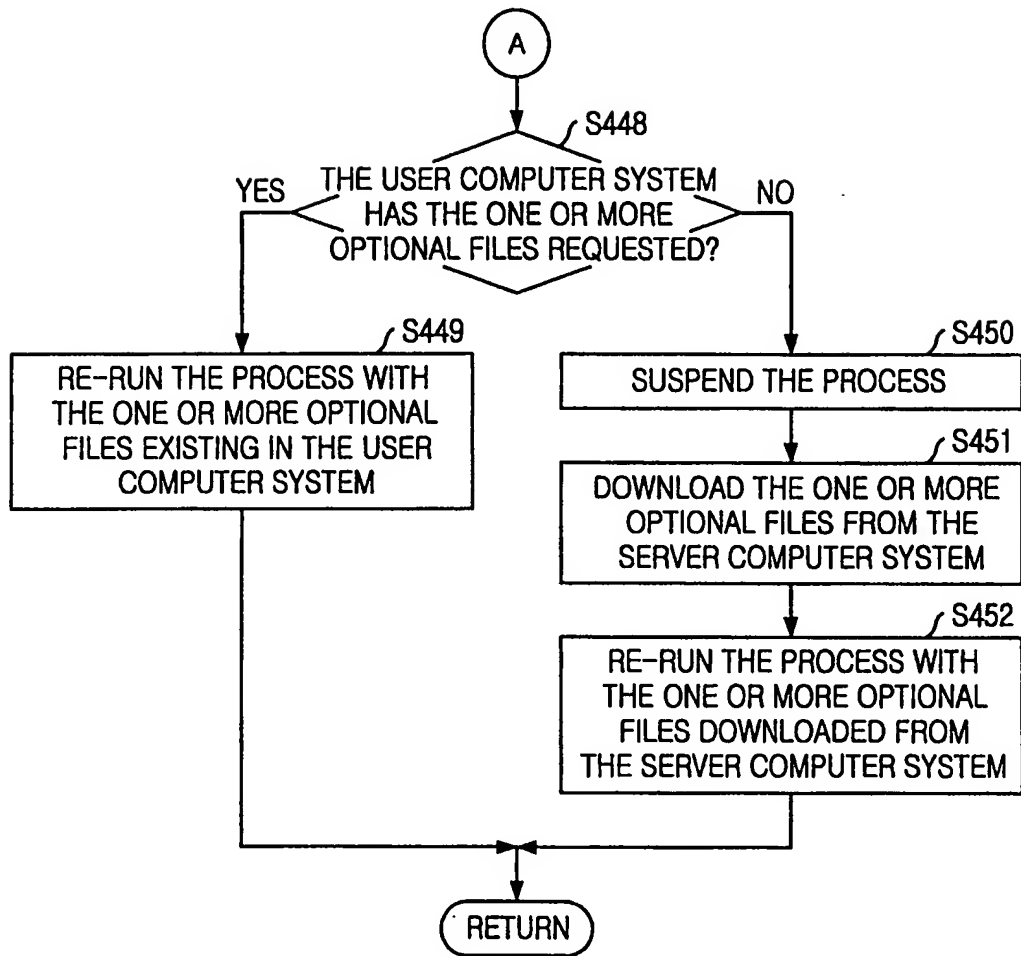 A
S448
YES
THE USER COMPUTER SYSTEM
HAS THE ONE OR MORE
OPTIONAL FILES REQUESTED?
NO
S449
RE-RUN THE PROCESS WITH
THE ONE OR MORE OPTIONAL
FILES EXISTING IN THE USER
COMPUTER SYSTEM
S450
SUSPEND THE PROCESS
S451
DOWNLOAD THE ONE OR MORE
OPTIONAL FILES FROM THE
SERVER COMPUTER SYSTEM
S452
RE-RUN THE PROCESS WITH
THE ONE OR MORE OPTIONAL
FILES DOWNLOADED FROM
THE SERVER COMPUTER SYSTEM
RETURN